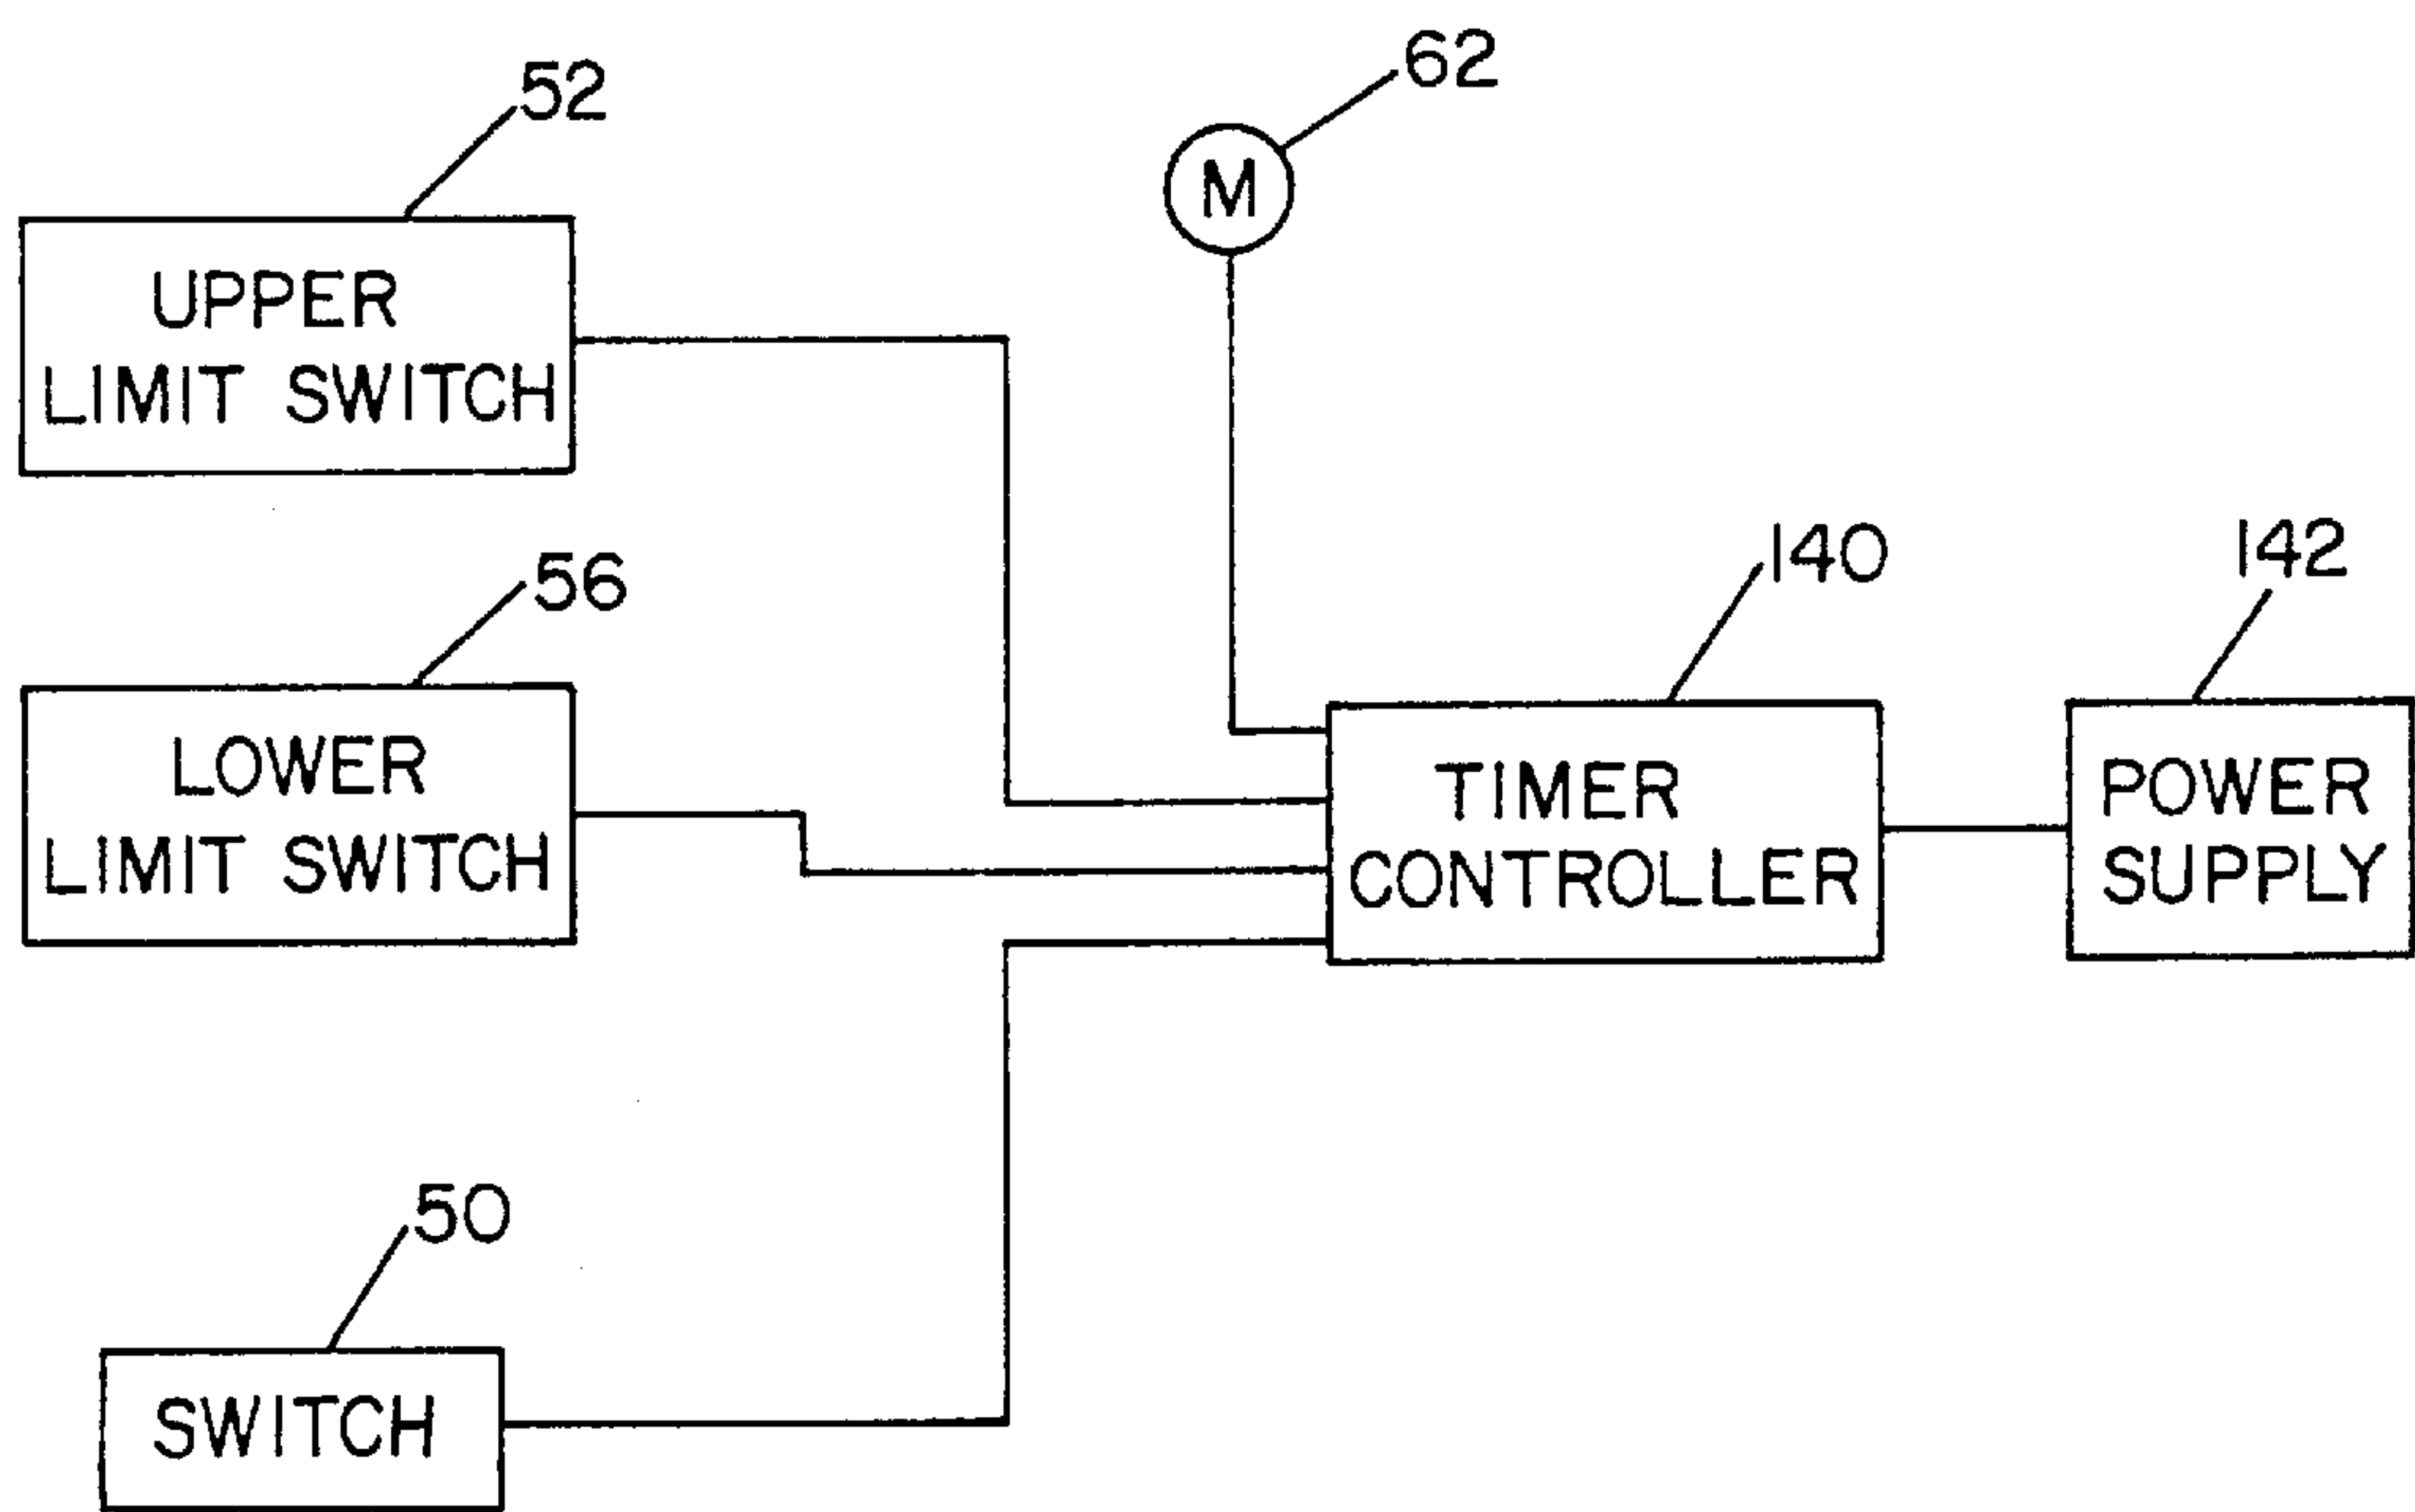 52
62
M
UPPER
LIMIT SWITCH
56
140
142
LOWER
LIMIT SWITCH
TIMER
CONTROLLER
POWER
SUPPLY
50
SWITCH